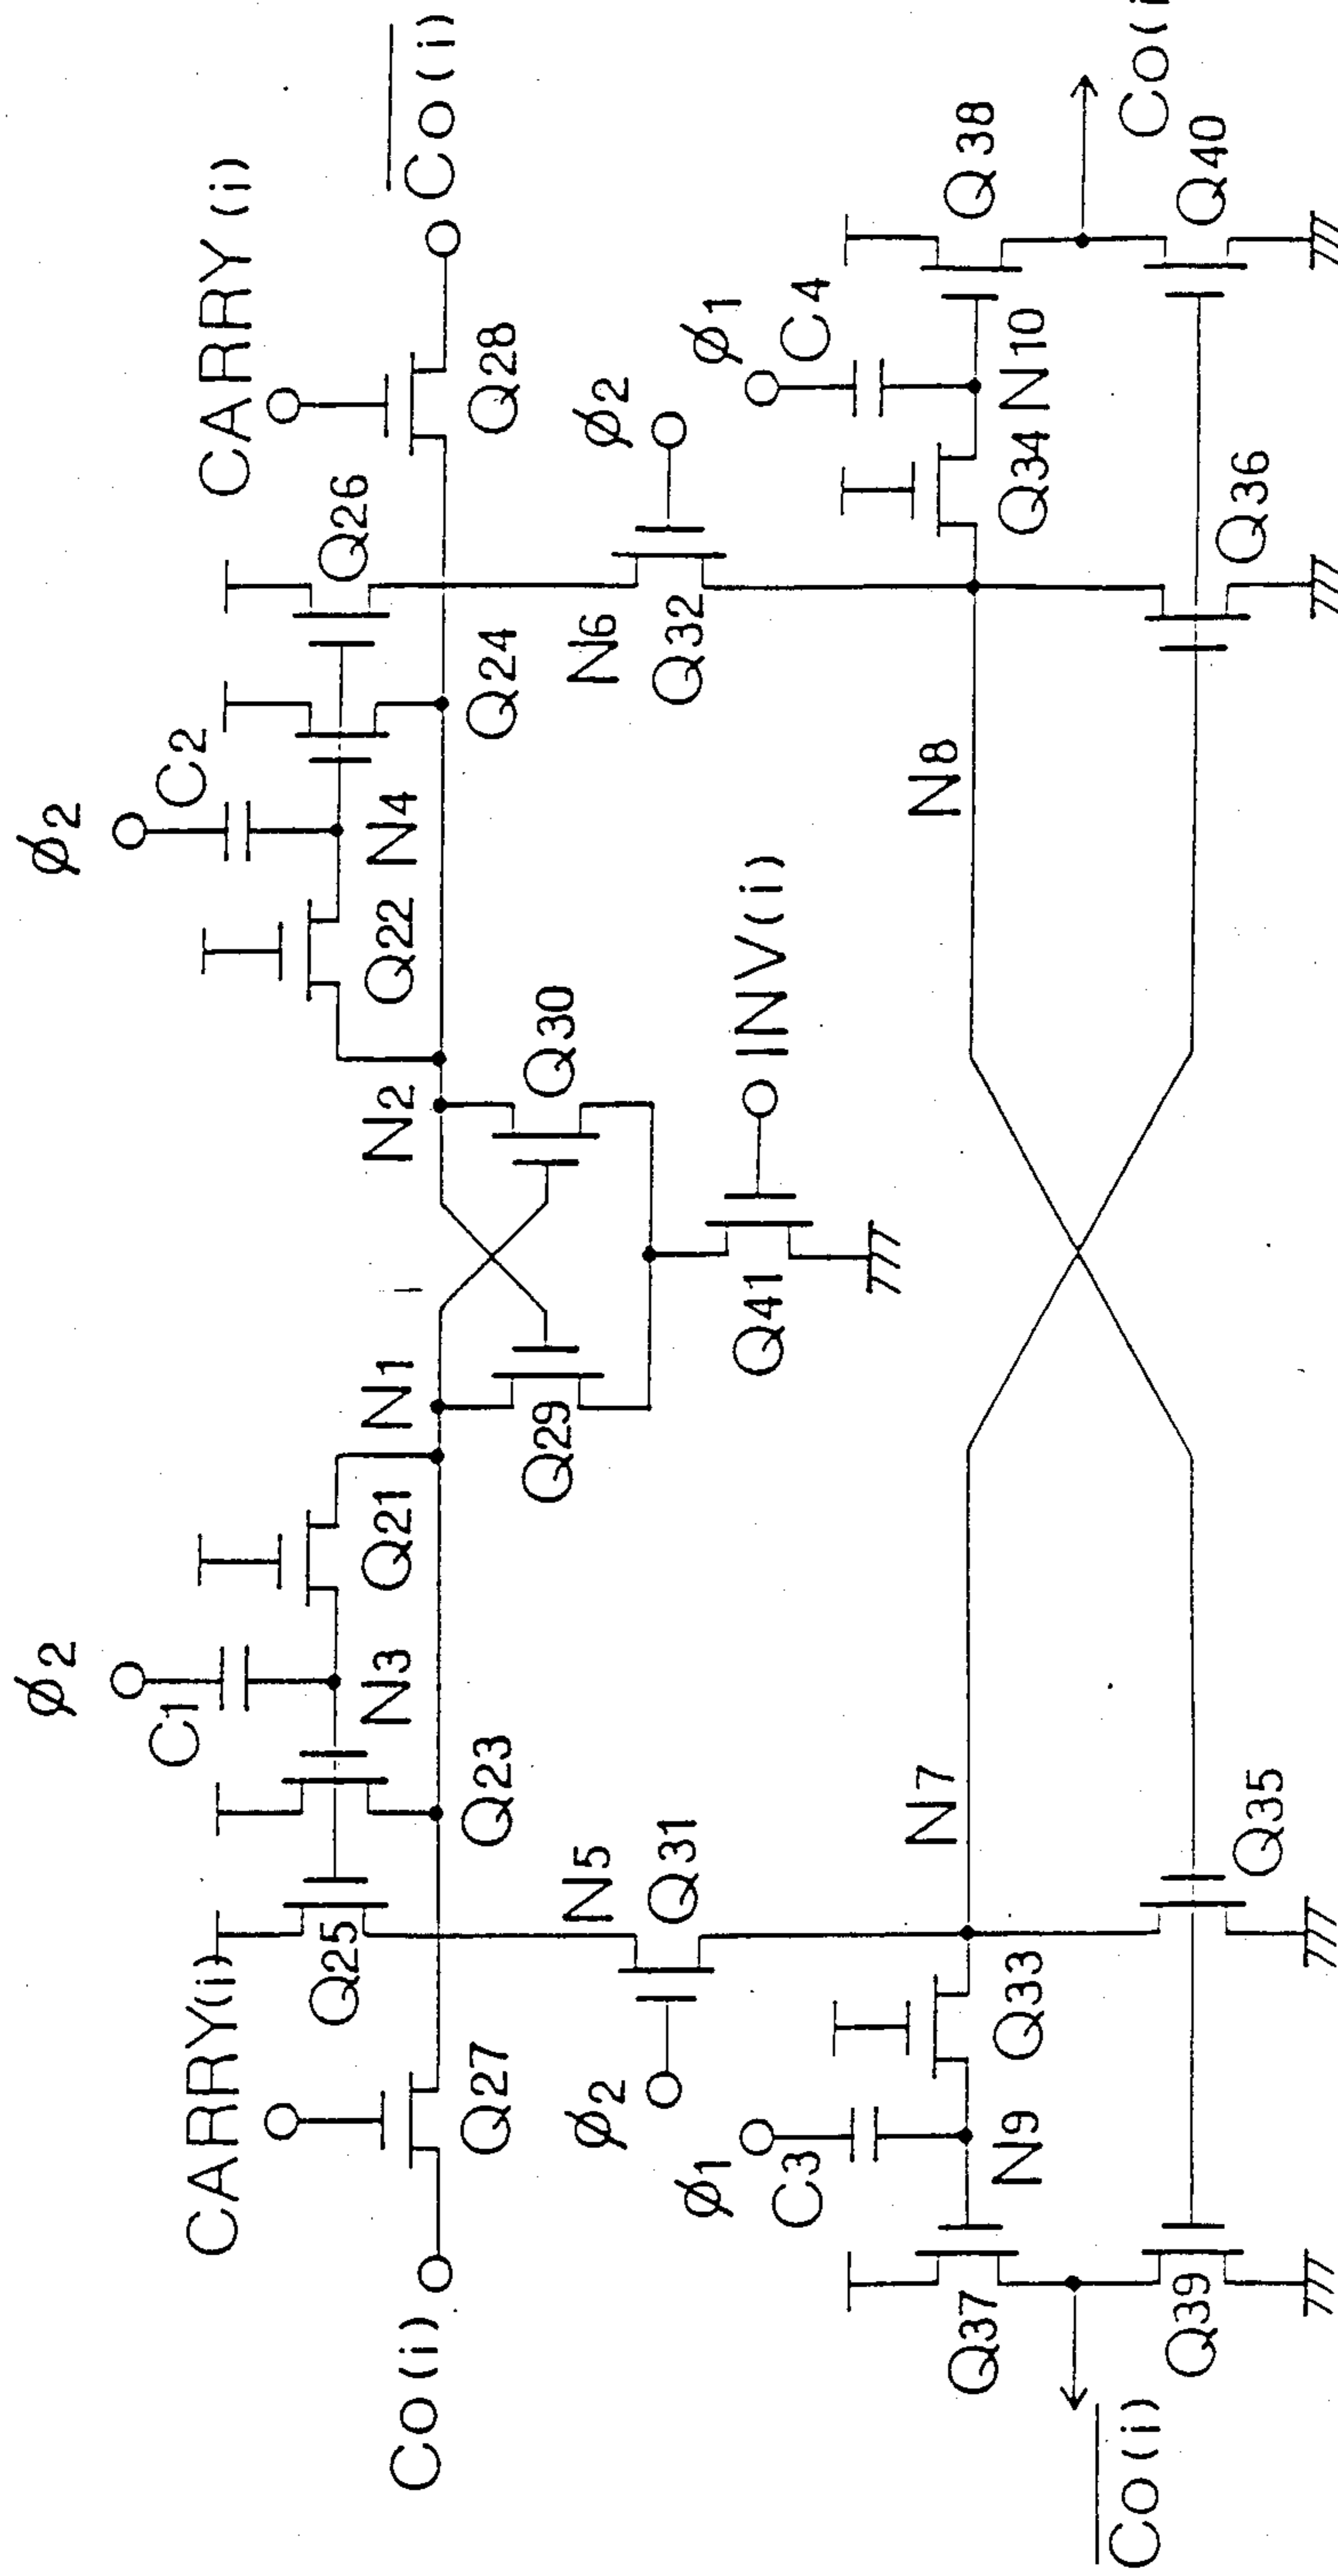 CARRY(i)
CARRY(i)
Co(i)
Co(i)
Q27
Q28
Q25
Q26
Q23
Q24
ϕ2
ϕ2
C1
C2
N3
N4
Q21
Q22
N1
N2
Q29
Q30
Q41
INV(i)
N5
N6
Q31
Q32
ϕ2
ϕ2
N7
N8
ϕ1
ϕ1
C3
C4
N9
N10
Q33
Q34
Q35
Q36
Q37
Q38
Q39
Q40
Co(i)
Co(i